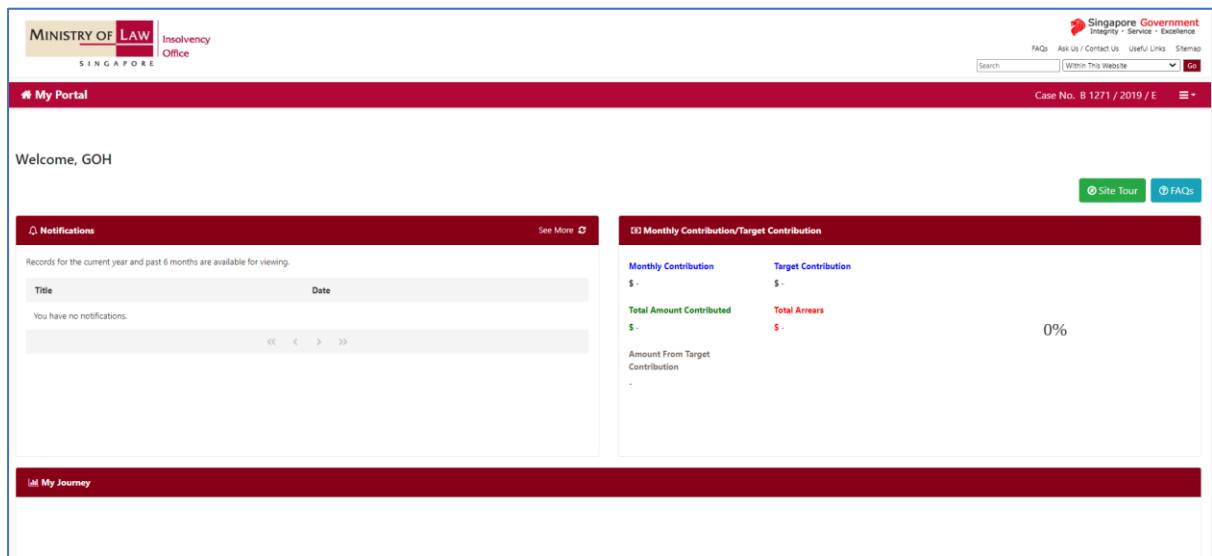 MINISTRY OF LAW
SINGAPORE
Insolvency
Office
Singapore Government
Integrity · Service · Excellence
FAQs Ask Us / Contact Us Useful Links Sitemap
Search Within This Website Go
My Portal Case No. B 1271 / 2019 / E
Welcome, GOH
Site Tour FAQs
Notifications See More
Records for the current year and past 6 months are available for viewing.
Title Date
You have no notifications.
<< < > >>
Monthly Contribution/Target Contribution
Monthly Contribution Target Contribution
$ - $ -
Total Amount Contributed Total Arrears
$ - $ -
0%
Amount From Target
Contribution
-
My Journey